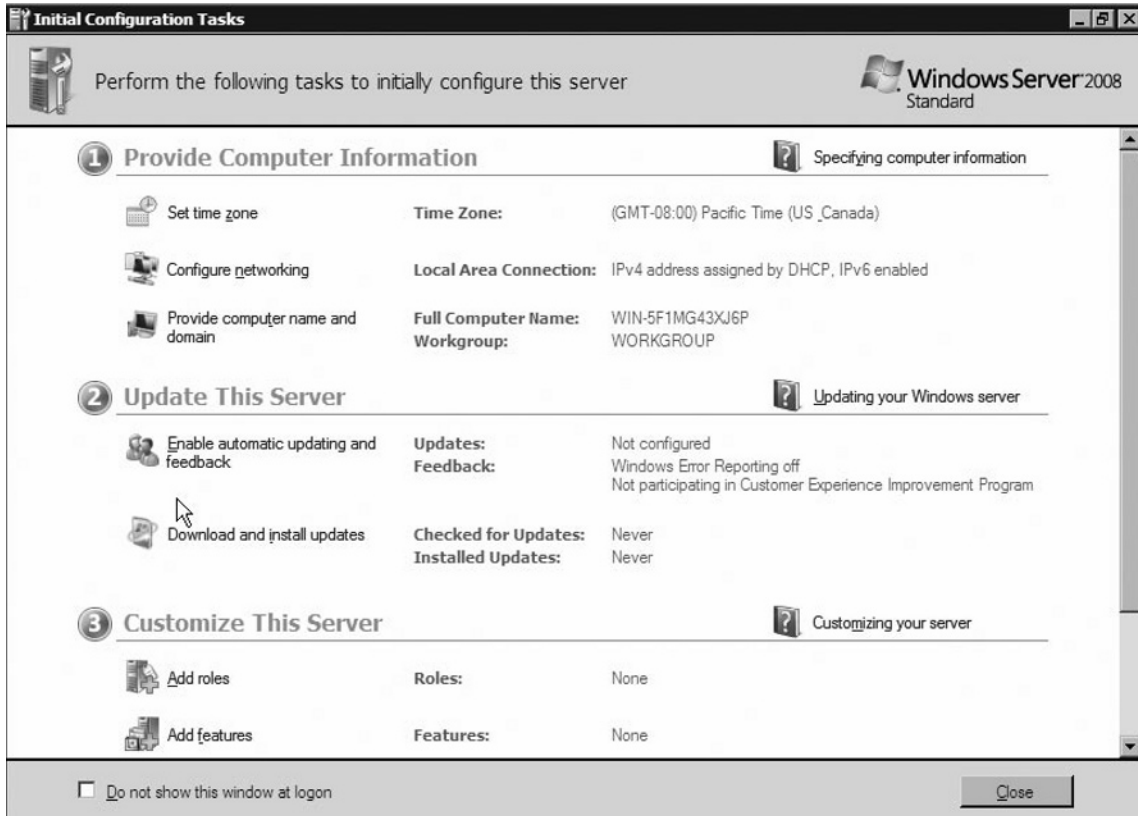 Initial Configuration Tasks
Perform the following tasks to initially configure this server
Windows Server 2008
Standard
1 Provide Computer Information
Specifying computer information
Set time zone
Time Zone:
(GMT-08:00) Pacific Time (US _Canada)
Configure networking
Local Area Connection:
IPv4 address assigned by DHCP, IPv6 enabled
Provide computer name and
domain
Full Computer Name:
WIN-5F1MG43XJ6P
Workgroup:
WORKGROUP
2 Update This Server
Updating your Windows server
Enable automatic updating and
feedback
Updates:
Not configured
Feedback:
Windows Error Reporting off
Not participating in Customer Experience Improvement Program
Download and install updates
Checked for Updates:
Never
Installed Updates:
Never
3 Customize This Server
Customizing your server
Add roles
Roles:
None
Add features
Features:
None
Do not show this window at logon
Close